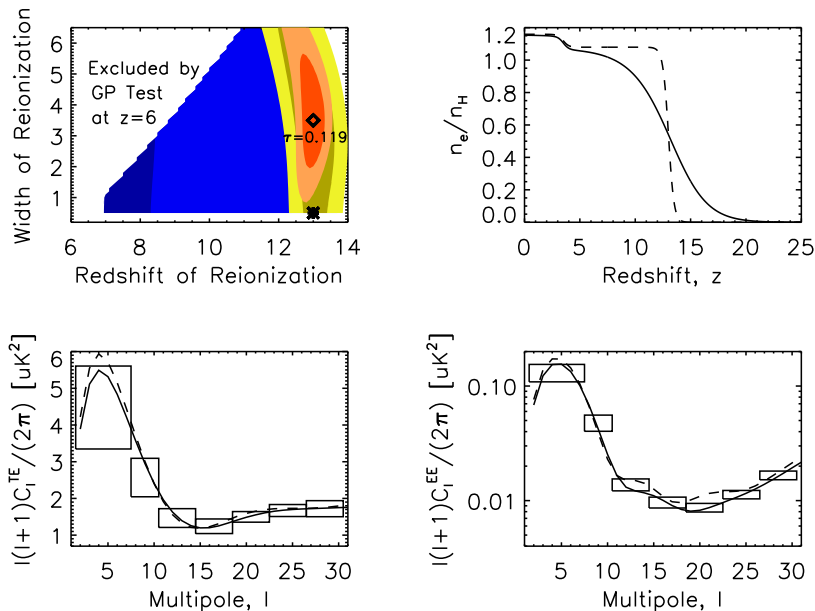 6
5
4
3
2
1
Width of Reionization
Excluded by
GP Test
at z=6
τ=0.119
6 8 10 12 14
Redshift of Reionization
1.2
1.0
0.8
0.6
0.4
0.2
0.0
n_e/n_H
0 5 10 15 20 25
Redshift, z
6
5
4
3
2
1
l(l+1)C_l^TE/(2π) [uK²]
5 10 15 20 25 30
Multipole, l
0.10
0.01
l(l+1)C_l^EE/(2π) [uK²]
5 10 15 20 25 30
Multipole, l